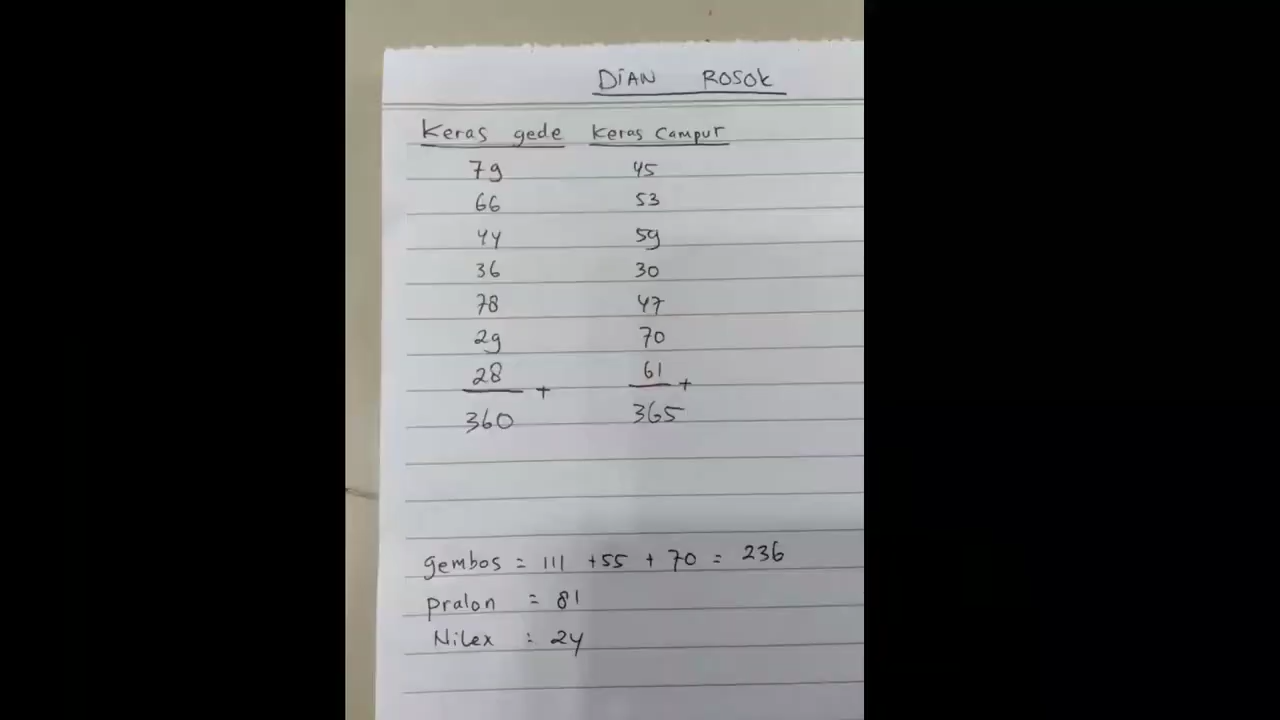 DIAN ROSOK
Keras gede Keras Campur
79 45
66 53
44 59
36 30
78 47
29 70
28 + 61 +
360 365
gembos = 111 + 55 + 70 = 236
pralon = 81
Nilex : 24